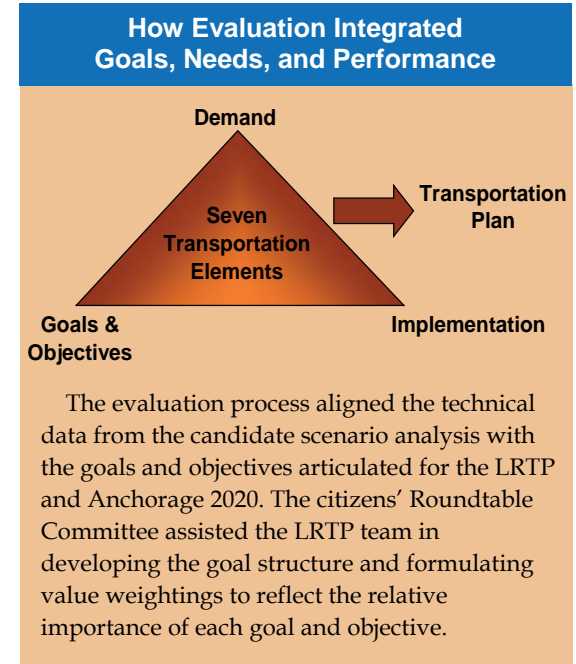 How Evaluation Integrated
Goals, Needs, and Performance
Demand
Seven
Transportation
Elements
Transportation
Plan
Goals &
Objectives
Implementation
The evaluation process aligned the technical
data from the candidate scenario analysis with
the goals and objectives articulated for the LRTP
and Anchorage 2020. The citizens’ Roundtable
Committee assisted the LRTP team in
developing the goal structure and formulating
value weightings to reflect the relative
importance of each goal and objective.